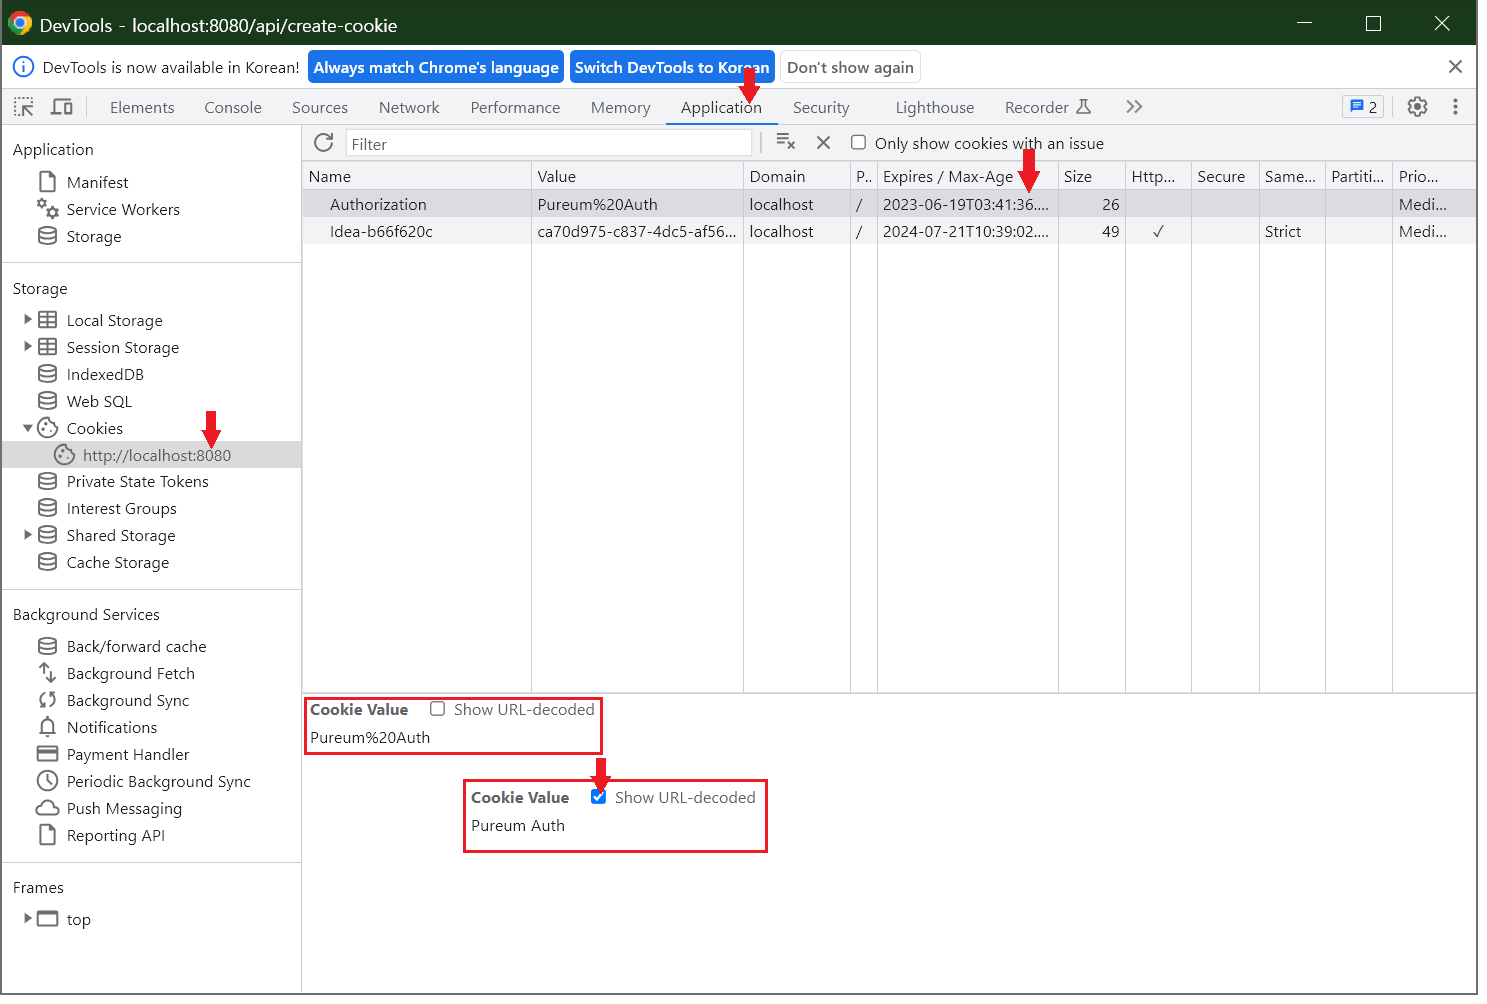 DevTools - localhost:8080/api/create-cookie
DevTools is now available in Korean! Always match Chrome's language Switch DevTools to Korean Don't show again
Elements Console Sources Network Performance Memory Application Security Lighthouse Recorder 2
Application
Manifest
Service Workers
Storage
Storage
Local Storage
Session Storage
IndexedDB
Web SQL
Cookies
http://localhost:8080
Private State Tokens
Interest Groups
Shared Storage
Cache Storage
Background Services
Back/forward cache
Background Fetch
Background Sync
Notifications
Payment Handler
Periodic Background Sync
Push Messaging
Reporting API
Frames
top
Filter Only show cookies with an issue
Name Value Domain P.. Expires / Max-Age Size Http... Secure Same... Partiti... Prio...
Authorization Pureum%20Auth localhost / 2023-06-19T03:41:36.... 26 Medi...
Idea-b66f620c ca70d975-c837-4dc5-af56... localhost / 2024-07-21T10:39:02.... 49 ✓ Strict Medi...
Cookie Value Show URL-decoded
Pureum%20Auth
Cookie Value Show URL-decoded
Pureum Auth